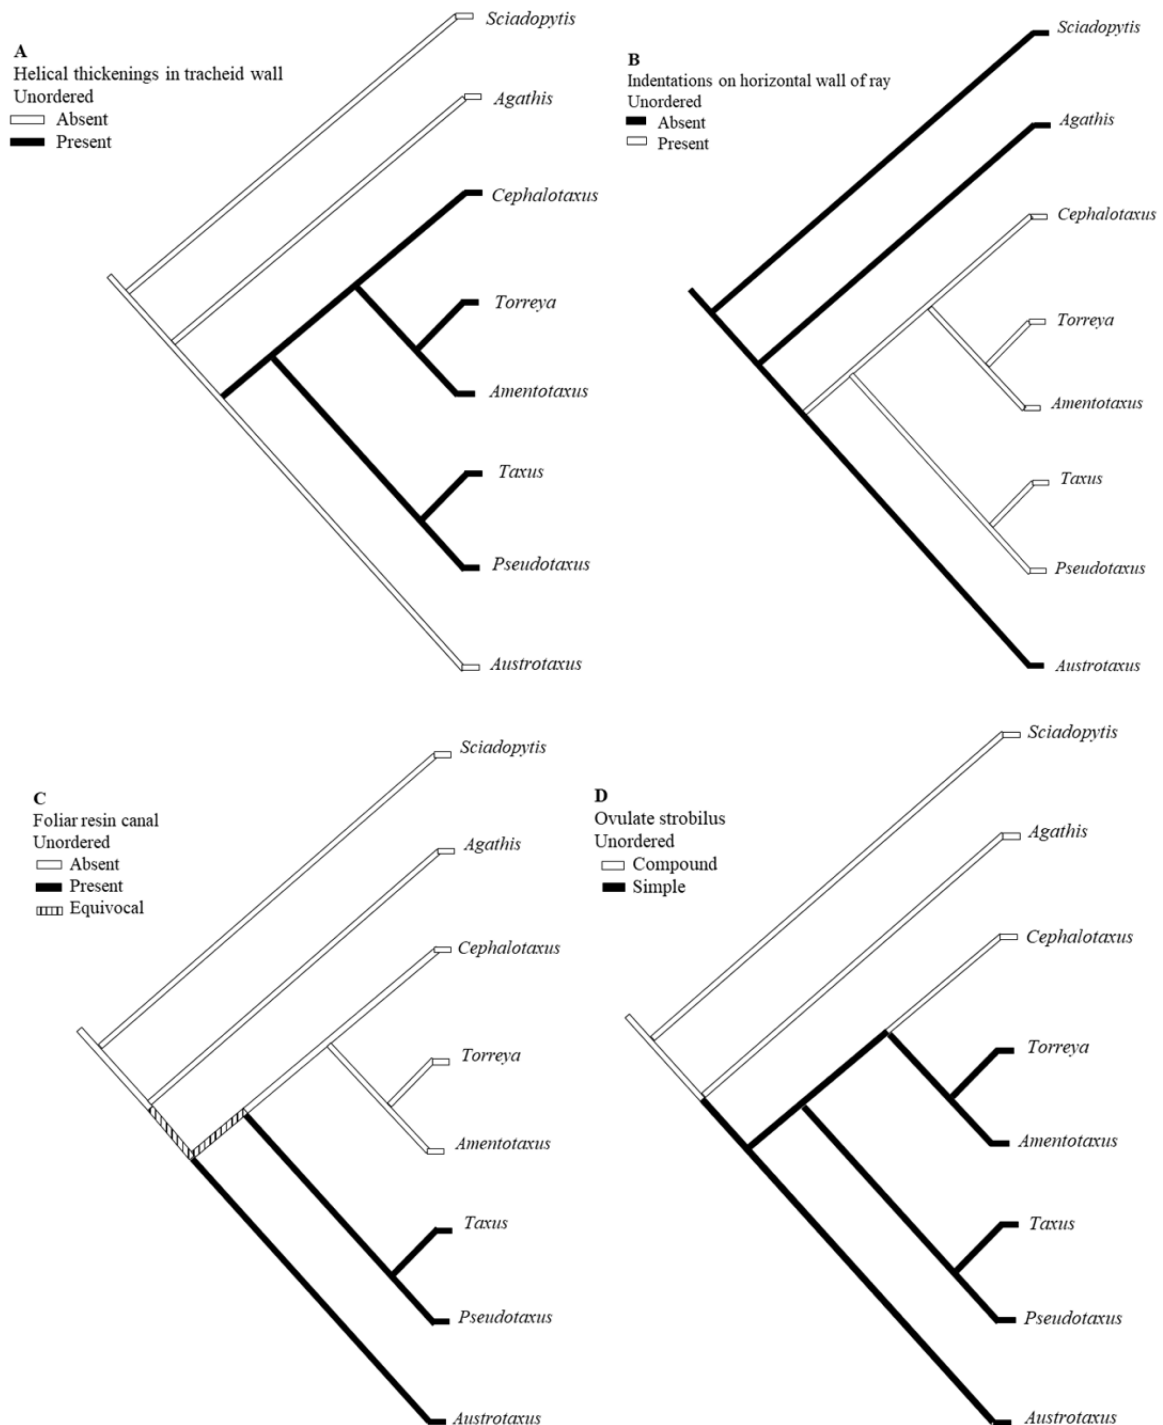 A
Helical thickenings in tracheid wall
Unordered
Absent
Present
Sciadopytis
Agathis
Cephalotaxus
Torreya
Amentotaxus
Taxus
Pseudotaxus
Austrotaxus
B
Indentations on horizontal wall of ray
Unordered
Absent
Present
Sciadopytis
Agathis
Cephalotaxus
Torreya
Amentotaxus
Taxus
Pseudotaxus
Austrotaxus
C
Foliar resin canal
Unordered
Absent
Present
Equivocal
Sciadopytis
Agathis
Cephalotaxus
Torreya
Amentotaxus
Taxus
Pseudotaxus
Austrotaxus
D
Ovulate strobilus
Unordered
Compound
Simple
Sciadopytis
Agathis
Cephalotaxus
Torreya
Amentotaxus
Taxus
Pseudotaxus
Austrotaxus